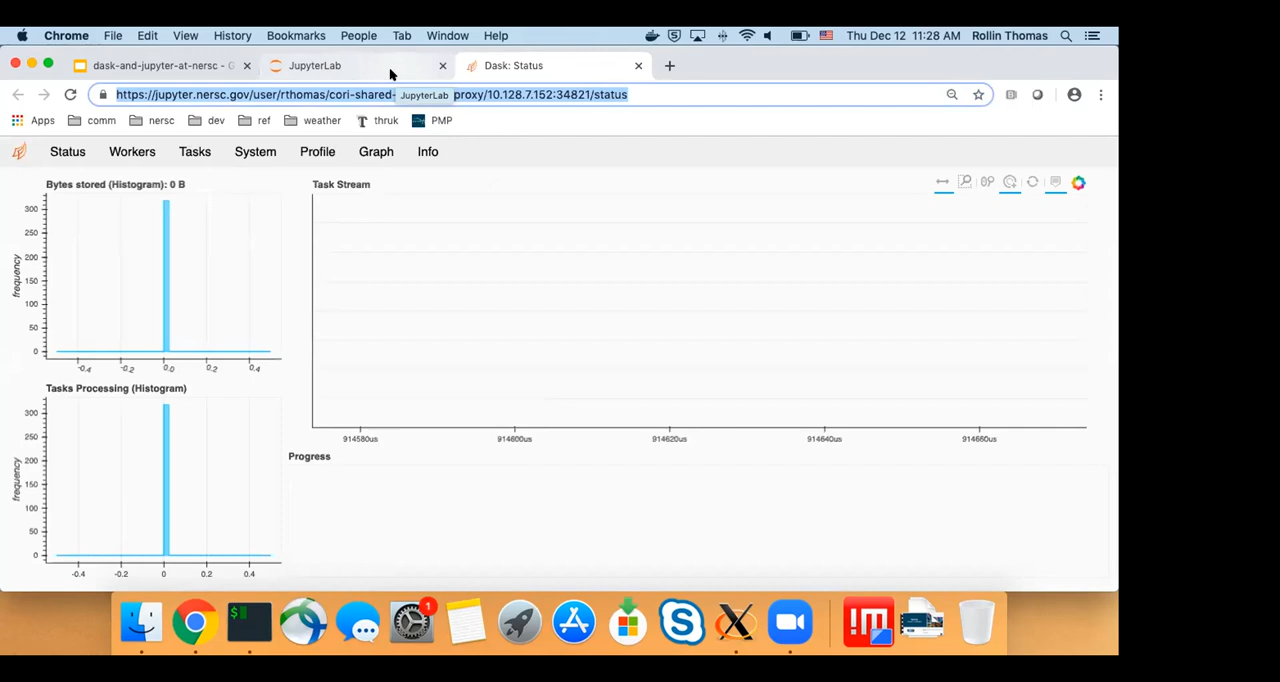 Chrome File Edit View History Bookmarks People Tab Window Help Thu Dec 12 11:28 AM Rollin Thomas
dask-and-jupyter-at-nersc - G JupyterLab Dask: Status
https://jupyter.nersc.gov/user/rthomas/cori-shared- JupyterLab proxy/10.128.7.152:34821/status
Apps comm nersc dev ref weather thruk PMP
Status Workers Tasks System Profile Graph Info
Bytes stored (Histogram): 0 B
300
250
200
150
100
50
0
frequency
-0.4 -0.2 0.0 0.2 0.4
Tasks Processing (Histogram)
300
250
200
150
100
50
0
frequency
-0.4 -0.2 0 0.2 0.4
Task Stream
914580us 914600us 914620us 914640us 914660us
Progress
$
1